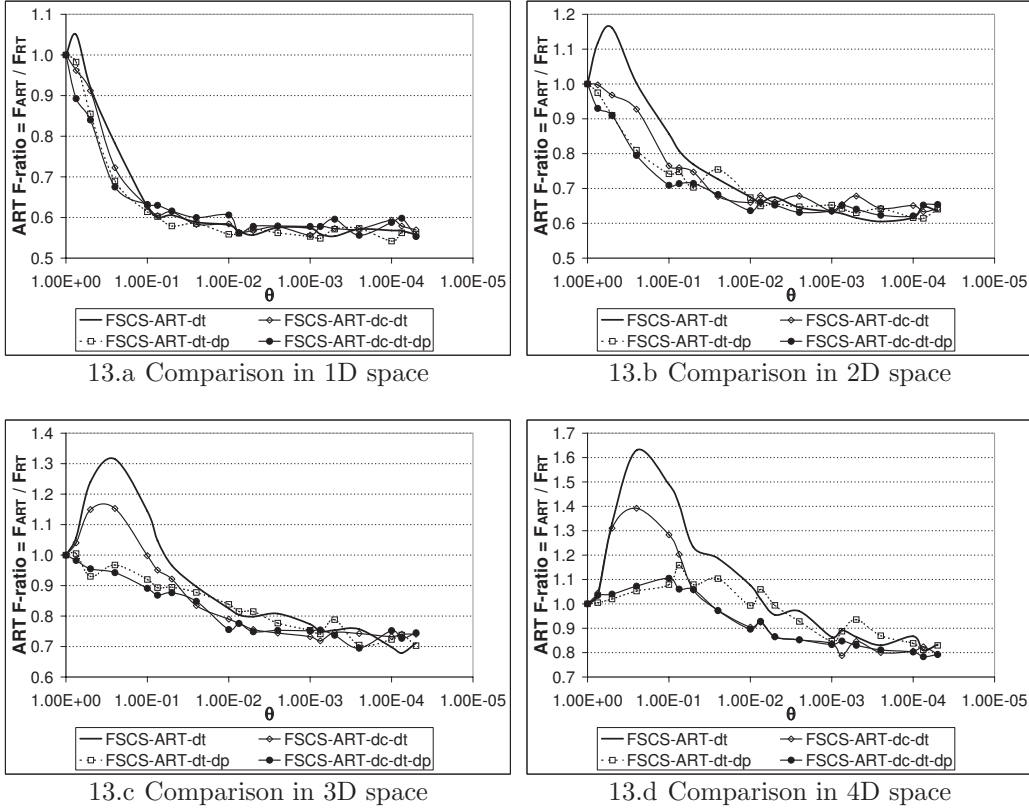 ART F-ratio = FART / FRT
1.1
1.0
0.9
0.8
0.7
0.6
0.5
1.00E+00 1.00E-01 1.00E-02 1.00E-03 1.00E-04 1.00E-05
θ
FSCS-ART-dt FSCS-ART-dc-dt
FSCS-ART-dt-dp FSCS-ART-dc-dt-dp
13.a Comparison in 1D space
ART F-ratio = FART / FRT
1.2
1.1
1.0
0.9
0.8
0.7
0.6
0.5
1.00E+00 1.00E-01 1.00E-02 1.00E-03 1.00E-04 1.00E-05
θ
FSCS-ART-dt FSCS-ART-dc-dt
FSCS-ART-dt-dp FSCS-ART-dc-dt-dp
13.b Comparison in 2D space
ART F-ratio = FART / FRT
1.4
1.3
1.2
1.1
1.0
0.9
0.8
0.7
0.6
1.00E+00 1.00E-01 1.00E-02 1.00E-03 1.00E-04 1.00E-05
θ
FSCS-ART-dt FSCS-ART-dc-dt
FSCS-ART-dt-dp FSCS-ART-dc-dt-dp
13.c Comparison in 3D space
ART F-ratio = FART / FRT
1.7
1.6
1.5
1.4
1.3
1.2
1.1
1.0
0.9
0.8
0.7
1.00E+00 1.00E-01 1.00E-02 1.00E-03 1.00E-04 1.00E-05
θ
FSCS-ART-dt FSCS-ART-dc-dt
FSCS-ART-dt-dp FSCS-ART-dc-dt-dp
13.d Comparison in 4D space